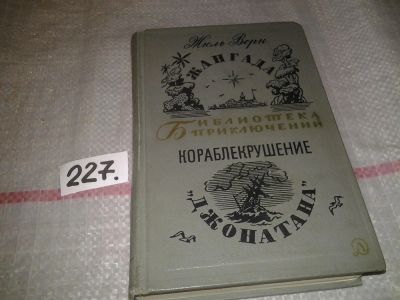 Жюль Верн
ЖАНГАДА
БИБЛИОТЕКА
ПРИКЛЮЧЕНИЙ
КОРАБЛЕКРУШЕНИЕ
"ДЖОНАТАНА"
227.